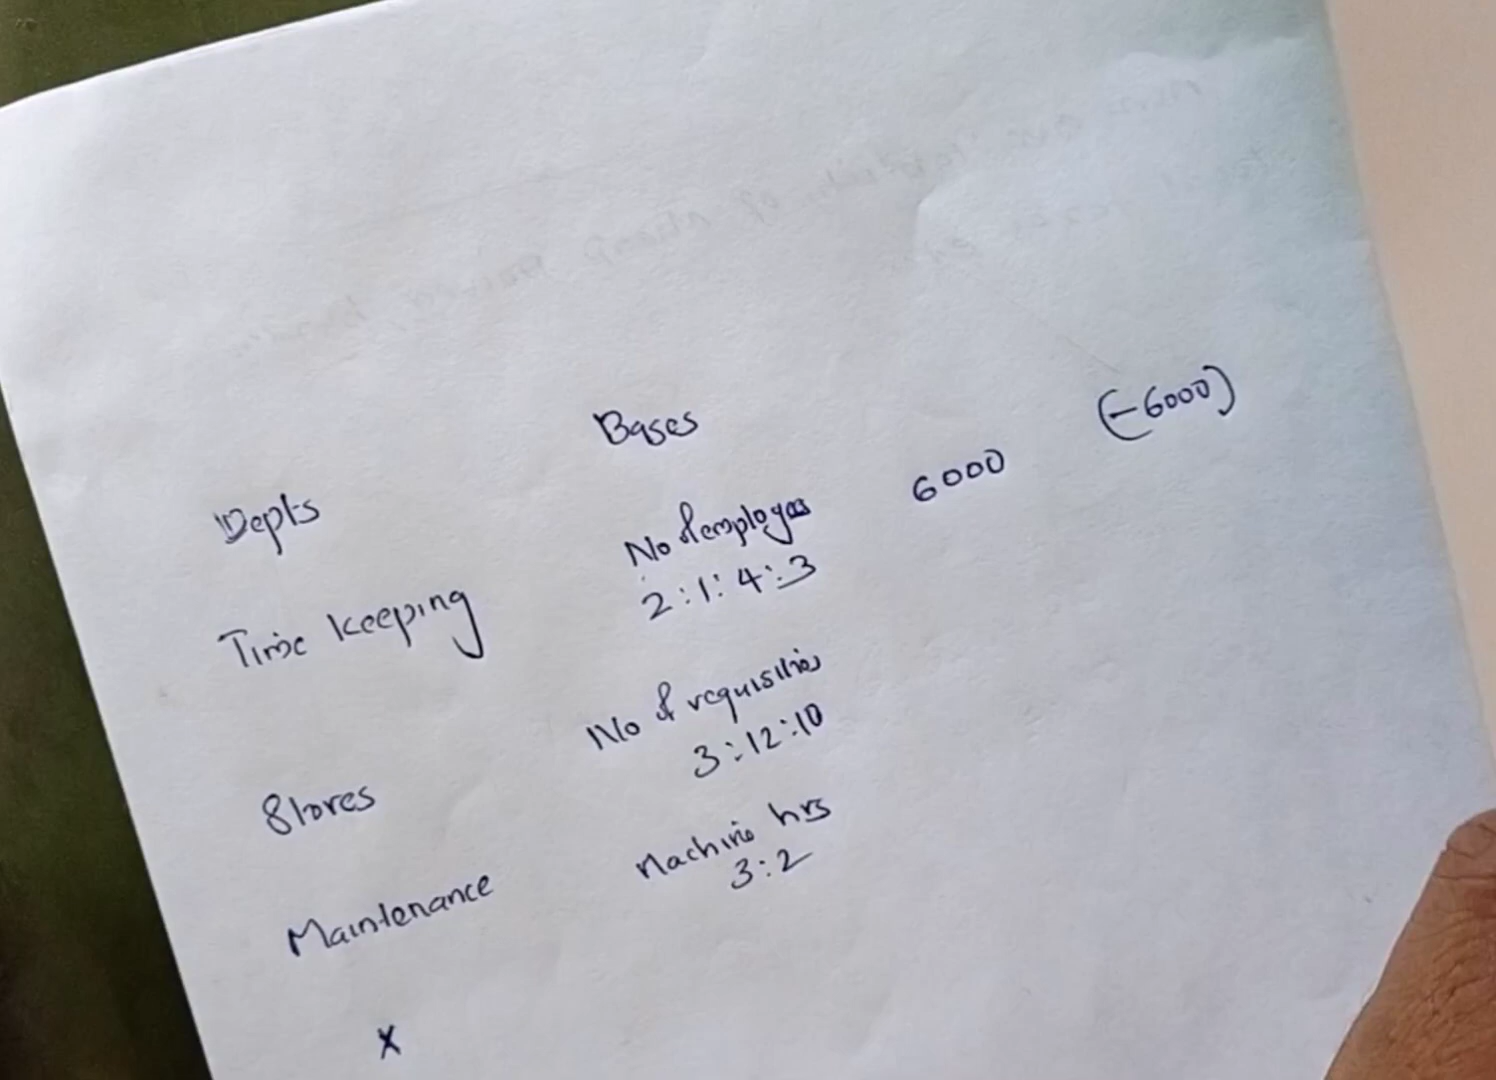 Bases
Depts
Time keeping No of employees 6000 (-6000)
2:1:4:3
Stores No of requisities
3:12:10
Maintenance Machine hrs
3:2
X